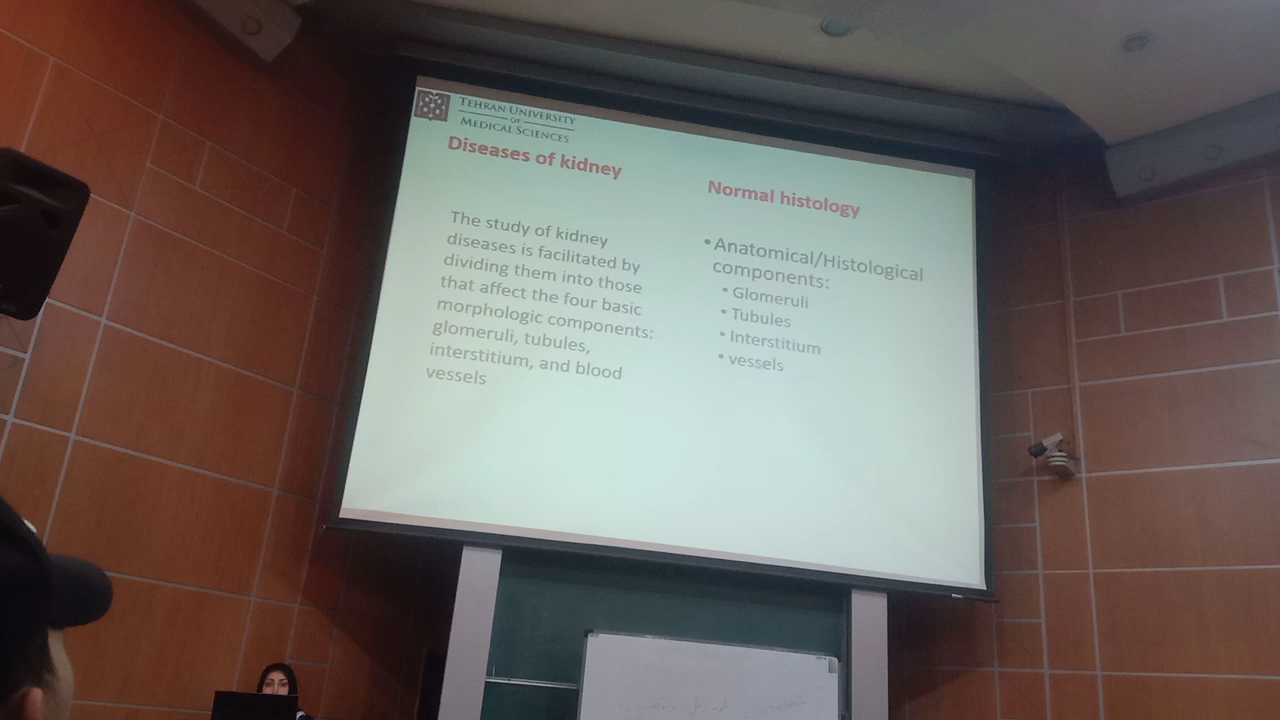 TEHRAN UNIVERSITY
OF
MEDICAL SCIENCES
Diseases of kidney
The study of kidney
diseases is facilitated by
dividing them into those
that affect the four basic
morphologic components:
glomeruli, tubules,
interstitium, and blood
vessels
Normal histology
• Anatomical/Histological
components:
• Glomeruli
• Tubules
• Interstitium
• vessels